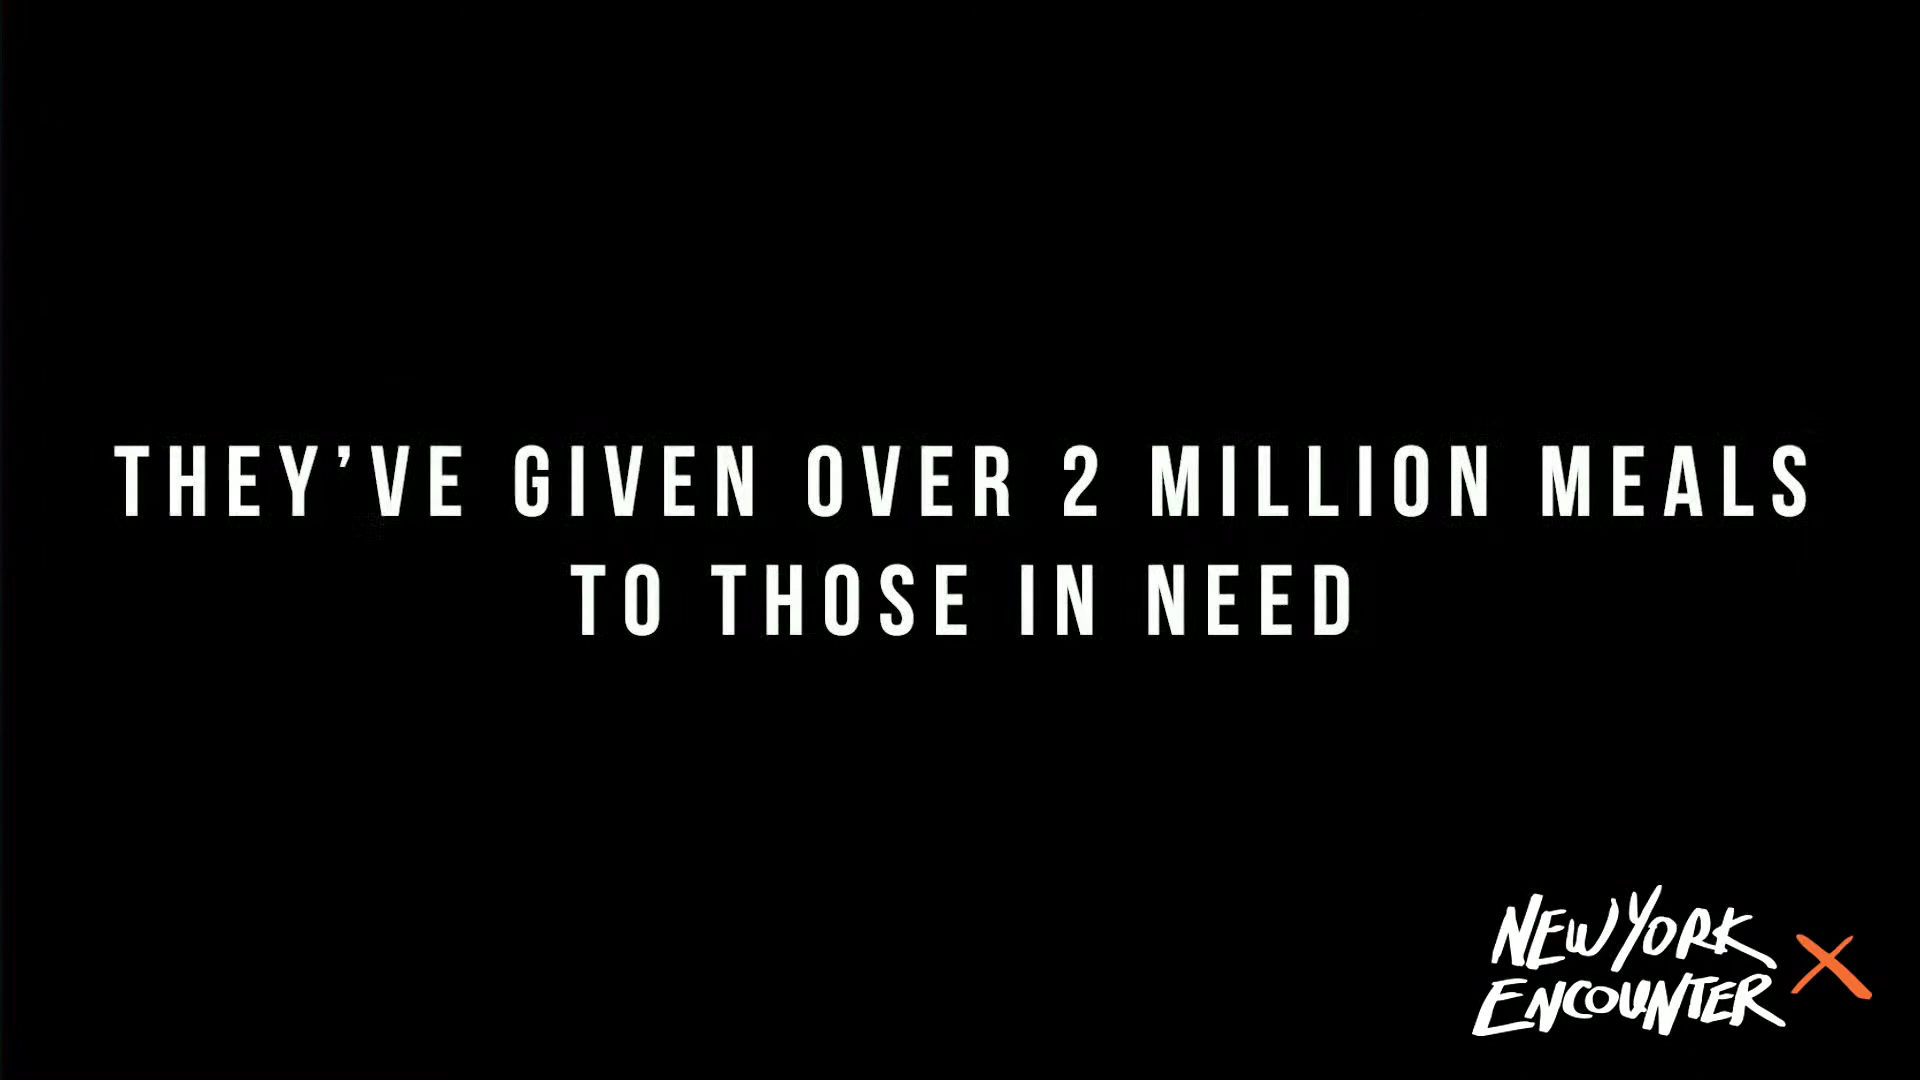 THEY’VE GIVEN OVER 2 MILLION MEALS
TO THOSE IN NEED
NEW YORK
ENCOUNTER